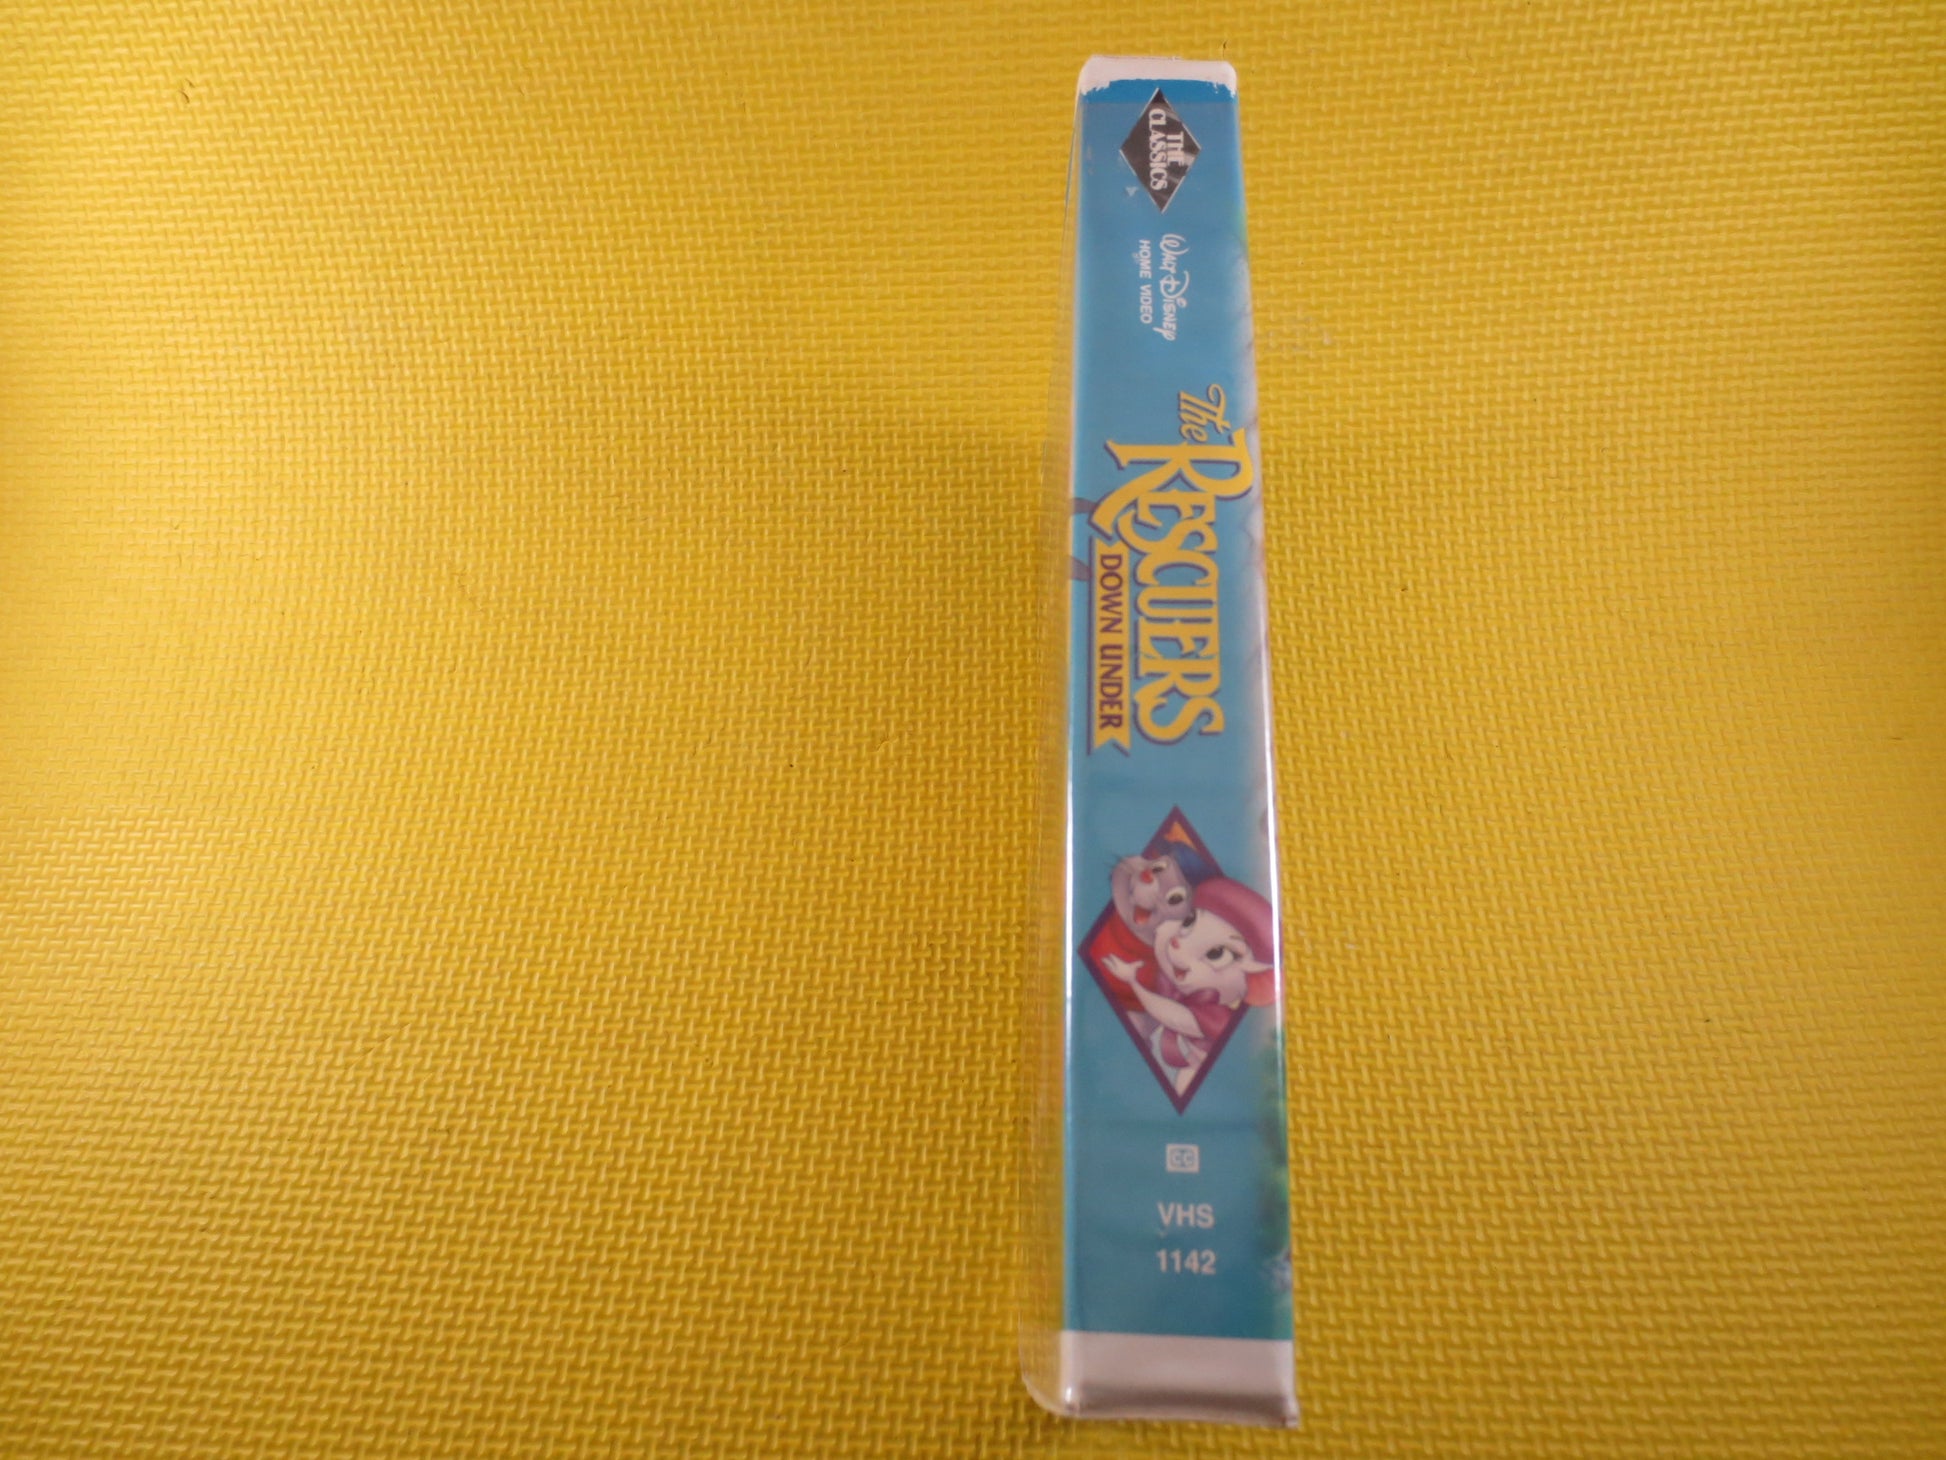 THE
CLASSICS
WALT DISNEY
HOME VIDEO
The
RESCUERS
DOWN UNDER
CC
VHS
1142